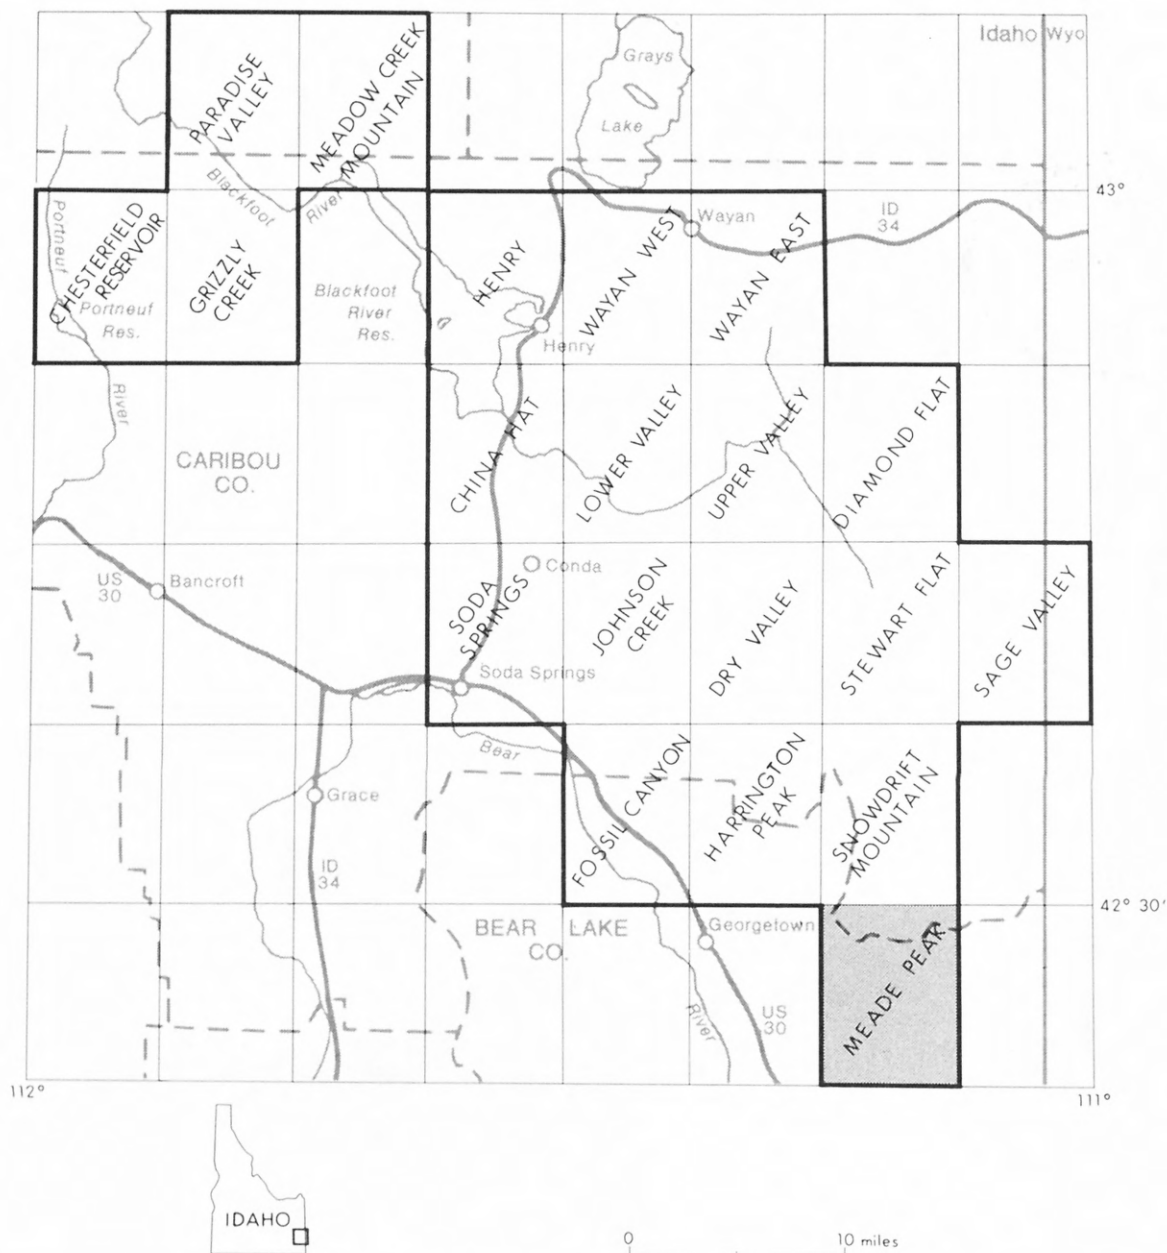 Idaho
Wyo
Grays
Lake
PARADISE
VALLEY
MEADOW CREEK
MOUNTAIN
43°
Blackfoot
River
Portneuf
CHESTERFIELD
RESERVOIR
GRIZZLY
CREEK
Portneuf
Res.
River
Blackfoot
River
Res.
HENRY
Henry
WAYAN WEST
Wayan
WAYAN EAST
ID
34
CARIBOU
CO.
CHINA HAT
LOWER VALLEY
UPPER VALLEY
DIAMOND FLAT
US
30
Bancroft
Conda
SODA
SPRINGS
Soda Springs
JOHNSON
CREEK
DRY VALLEY
STEWART FLAT
SAGE VALLEY
Bear
Grace
ID
34
FOSSIL CANYON
HARRINGTON
PEAK
SNOWDRIFT
MOUNTAIN
42° 30'
BEAR LAKE
CO.
Georgetown
River
US
30
MEADE PEAK
112°
111°
IDAHO
0
10 miles